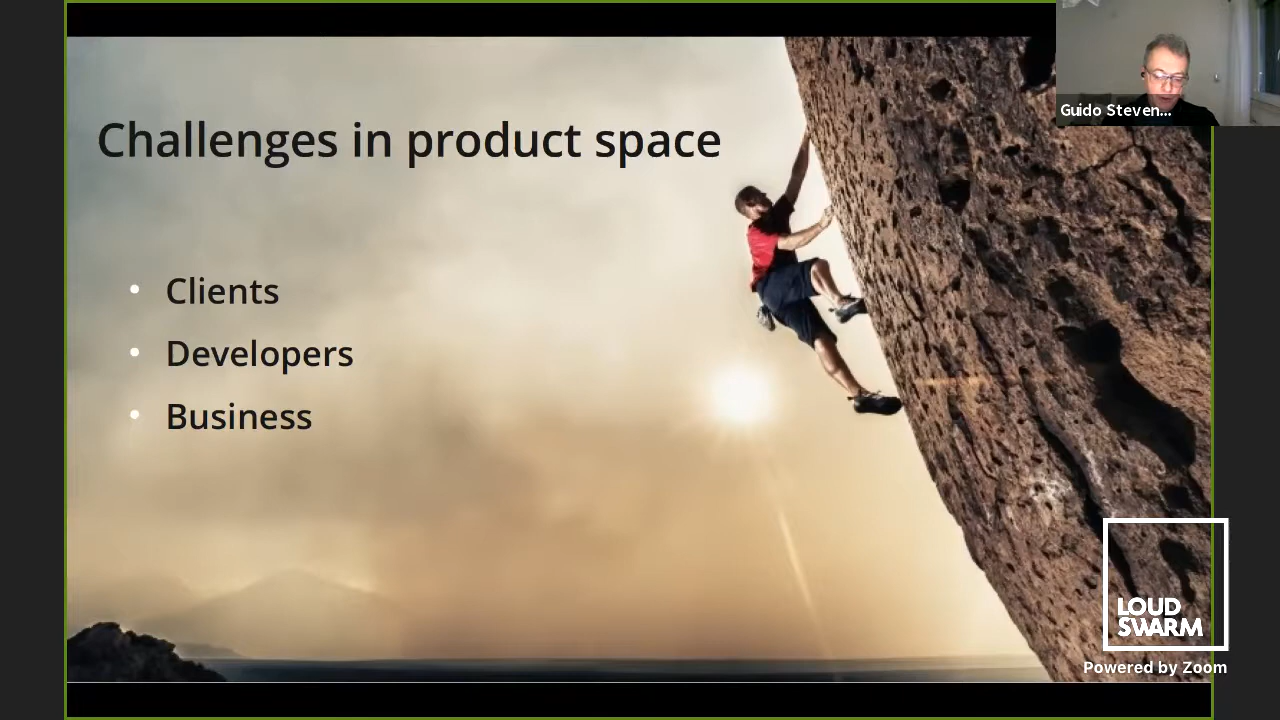 Guido Steven...
Challenges in product space
Clients
Developers
Business
LOUD
SWARM
Powered by Zoom